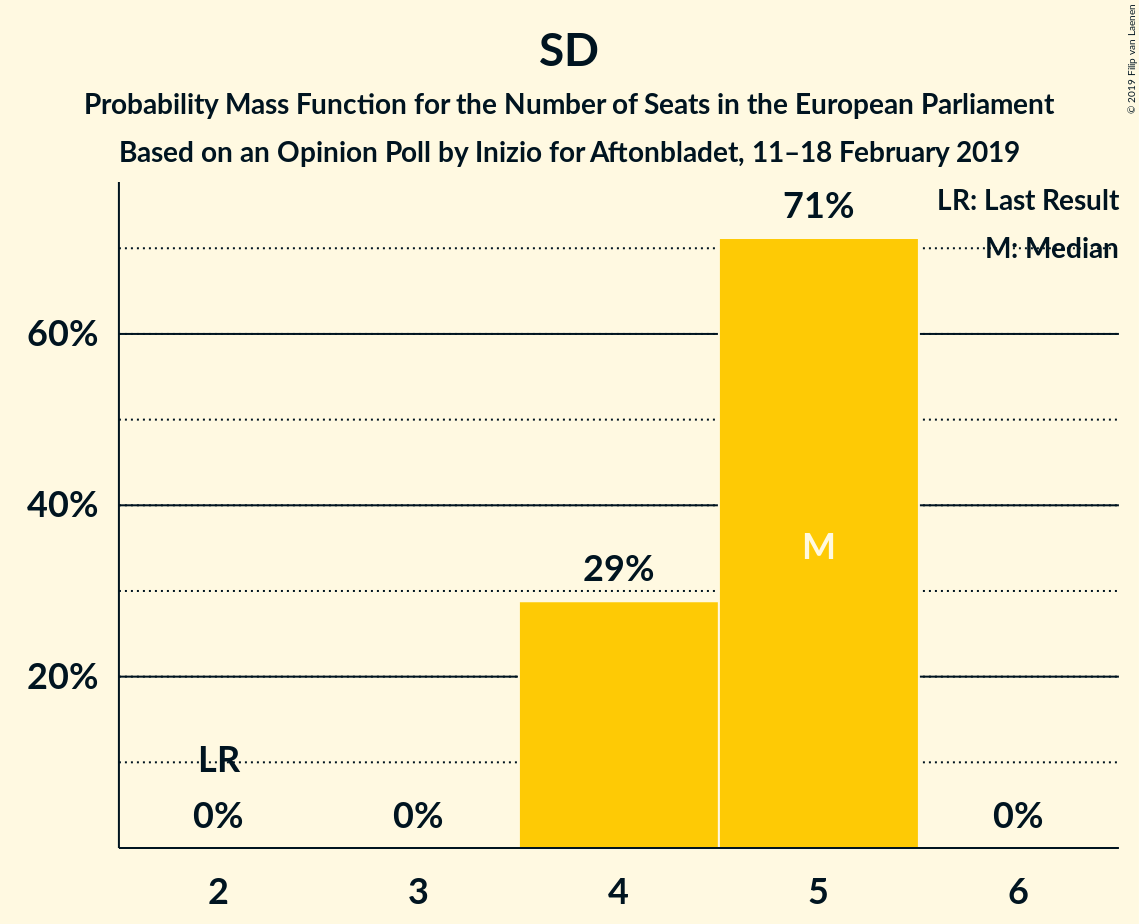 SD
Probability Mass Function for the Number of Seats in the European Parliament
Based on an Opinion Poll by Inizio for Aftonbladet, 11–18 February 2019
© 2019 Filip van Laenen
LR: Last Result
M: Median
71%
60%
40%
M
29%
20%
LR
0%
0%
0%
2
3
4
5
6